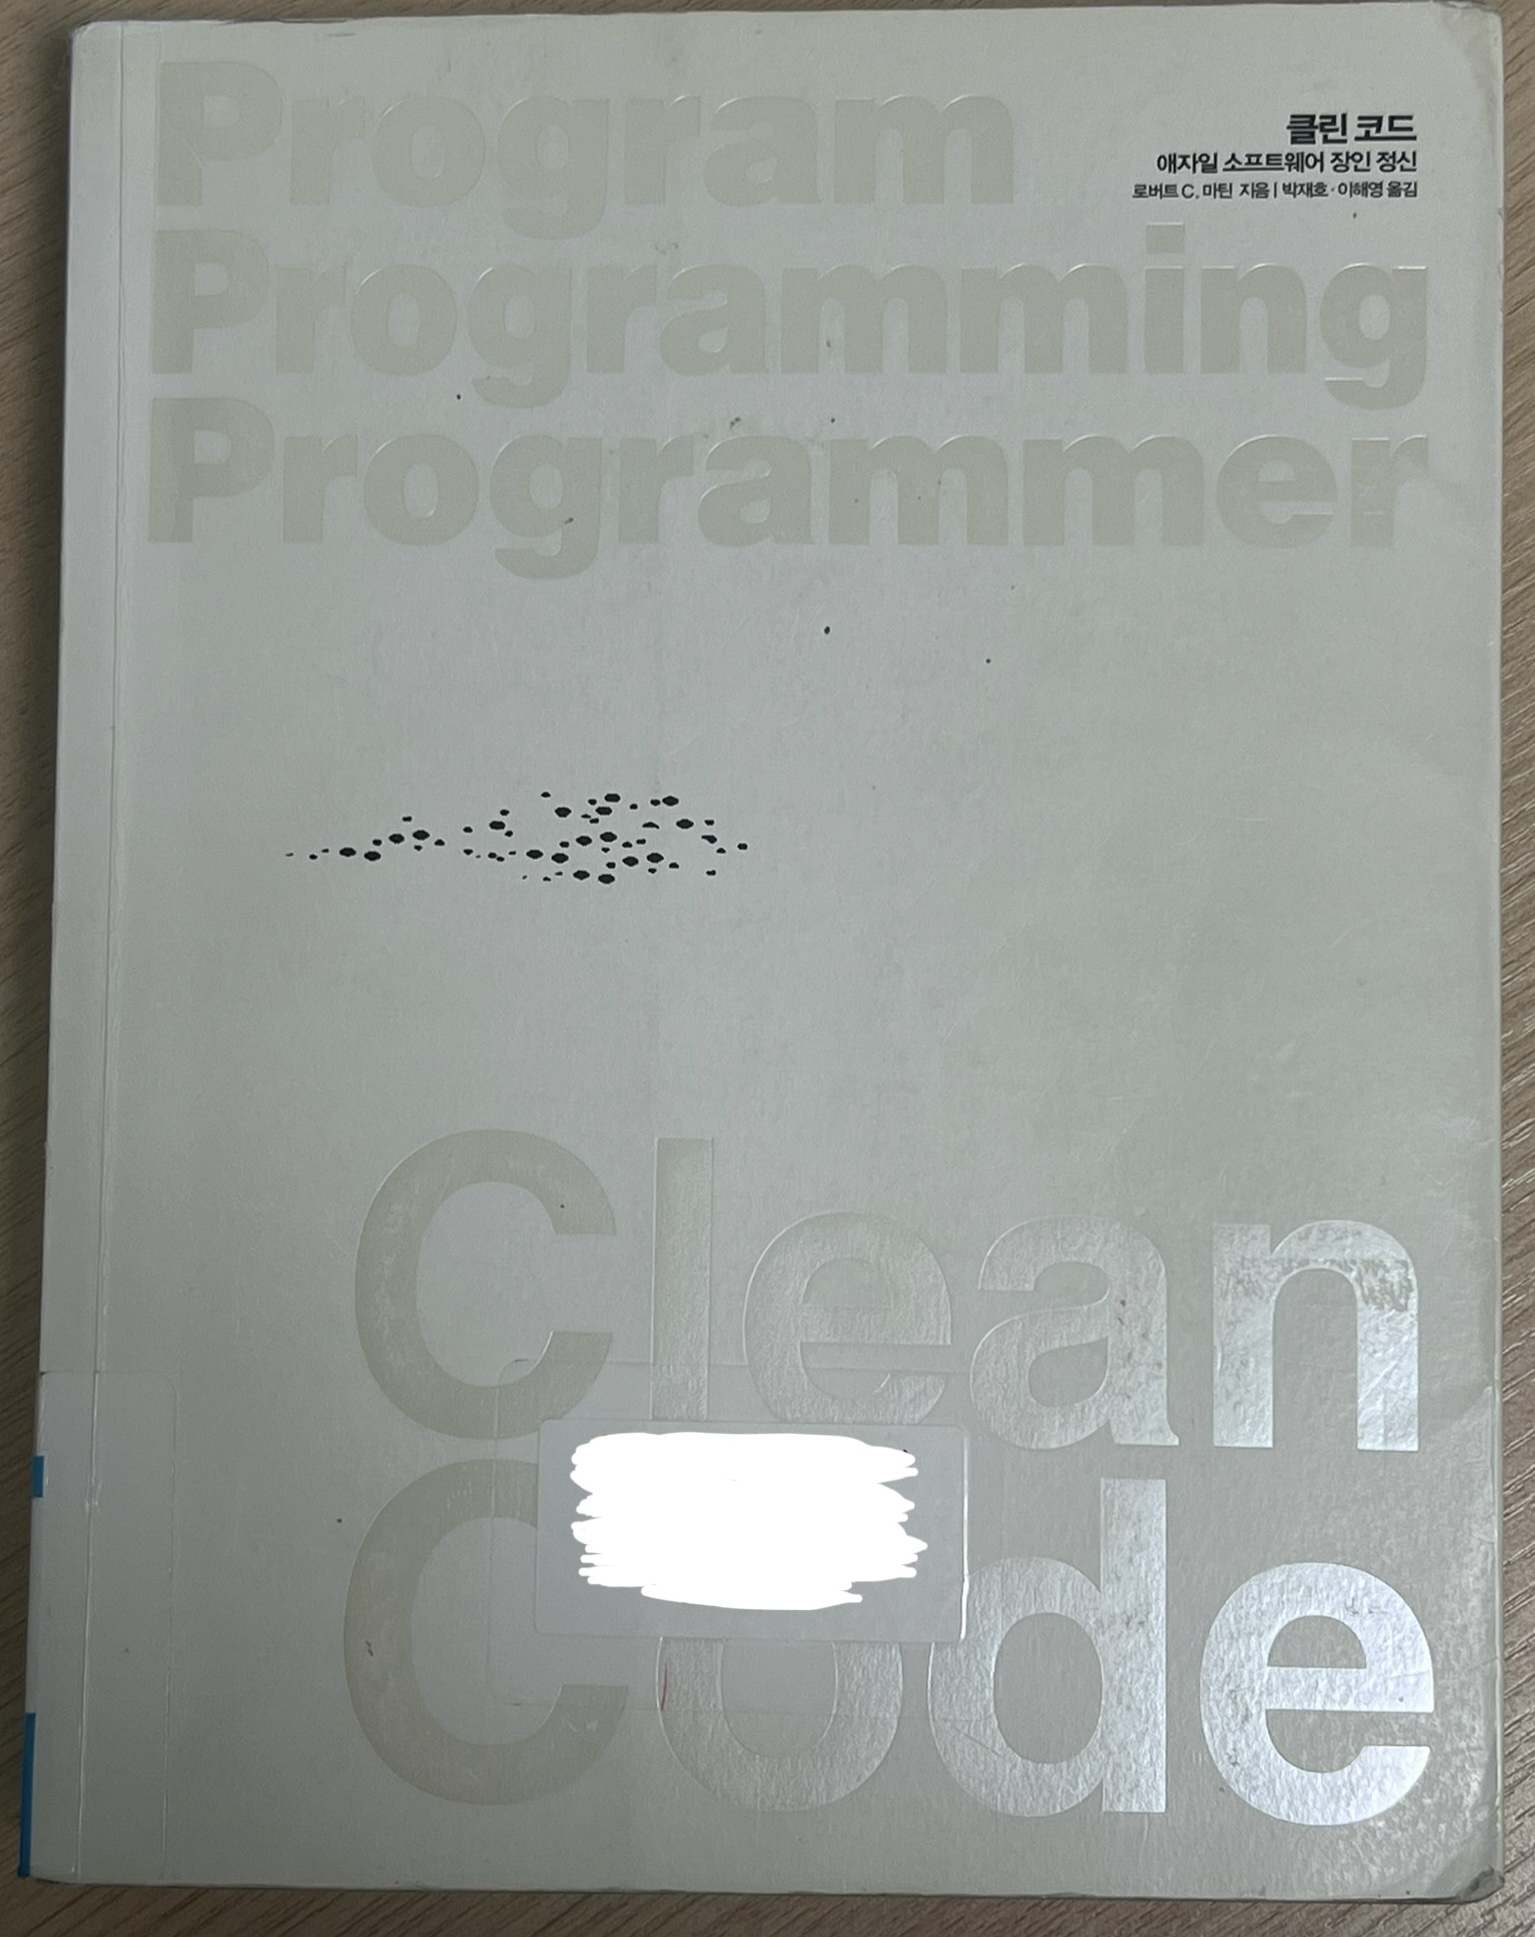 Program
클린 코드
애자일 소프트웨어 장인 정신
로버트 C. 마틴 지음 | 박재호 · 이해영 옮김
Programming
Programmer
Clean
Code